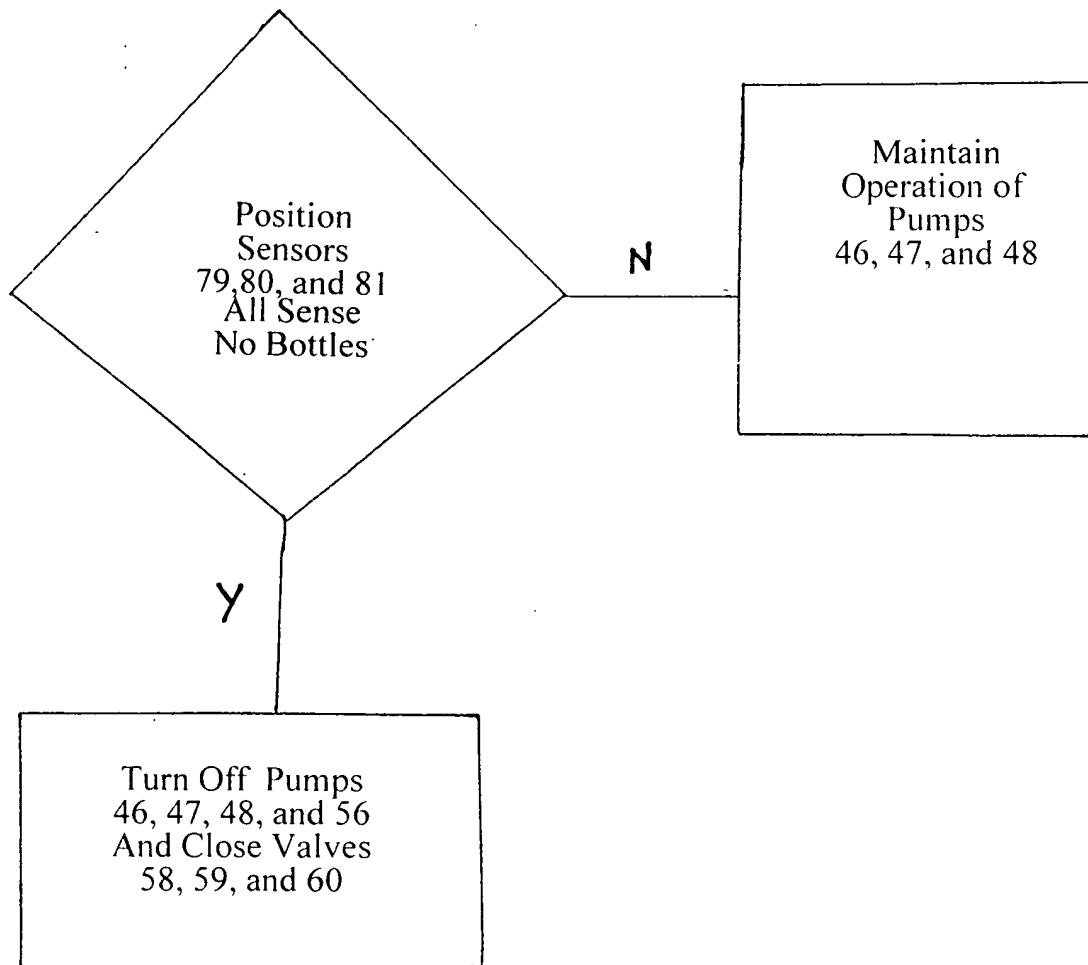 Position
Sensors
79,80, and 81
All Sense
No Bottles
N
Maintain
Operation of
Pumps
46, 47, and 48
Y
Turn Off Pumps
46, 47, 48, and 56
And Close Valves
58, 59, and 60